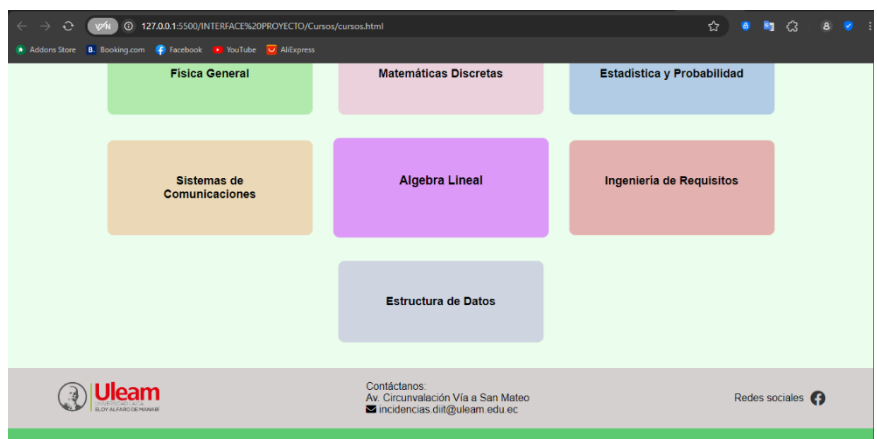 VPN
127.0.0.1:5500/INTERFACE%20PROYECTO/Cursos/cursos.html
Addons Store B. Booking.com Facebook YouTube AliExpress
Física General Matemáticas Discretas Estadística y Probabilidad
Sistemas de
Comunicaciones
Algebra Lineal
Ingeniería de Requisitos
Estructura de Datos
Uleam
ELOY ALFARO DE MANABÍ
Contáctanos:
Av. Circunvalación Vía a San Mateo
incidencias.diit@uleam.edu.ec
Redes sociales